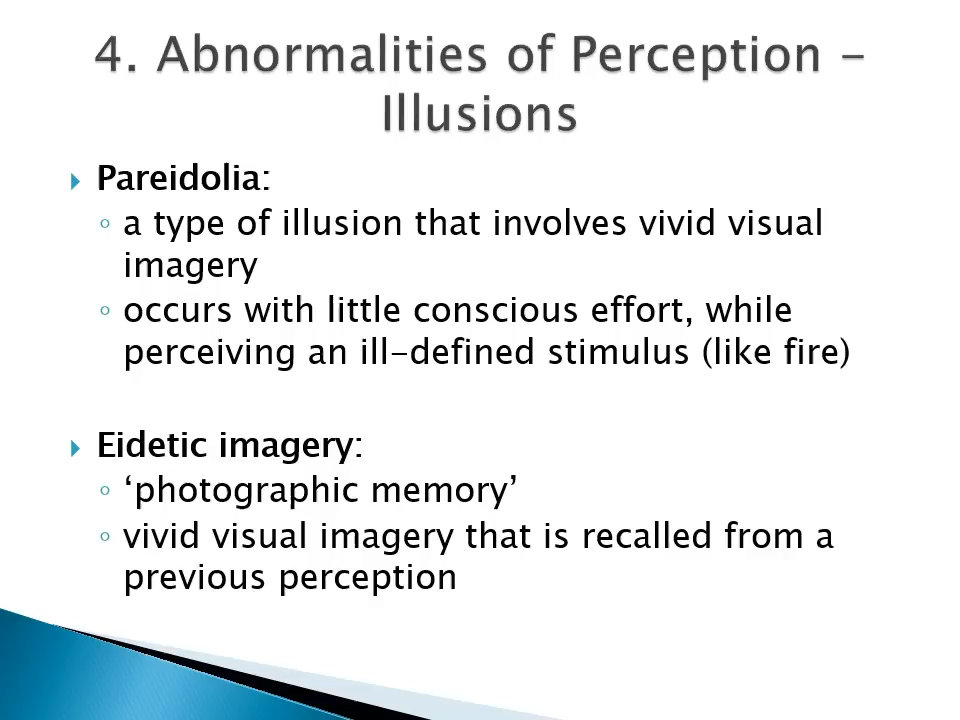 4. Abnormalities of Perception –
Illusions
Pareidolia:
a type of illusion that involves vivid visual
imagery
occurs with little conscious effort, while
perceiving an ill-defined stimulus (like fire)
Eidetic imagery:
‘photographic memory’
vivid visual imagery that is recalled from a
previous perception